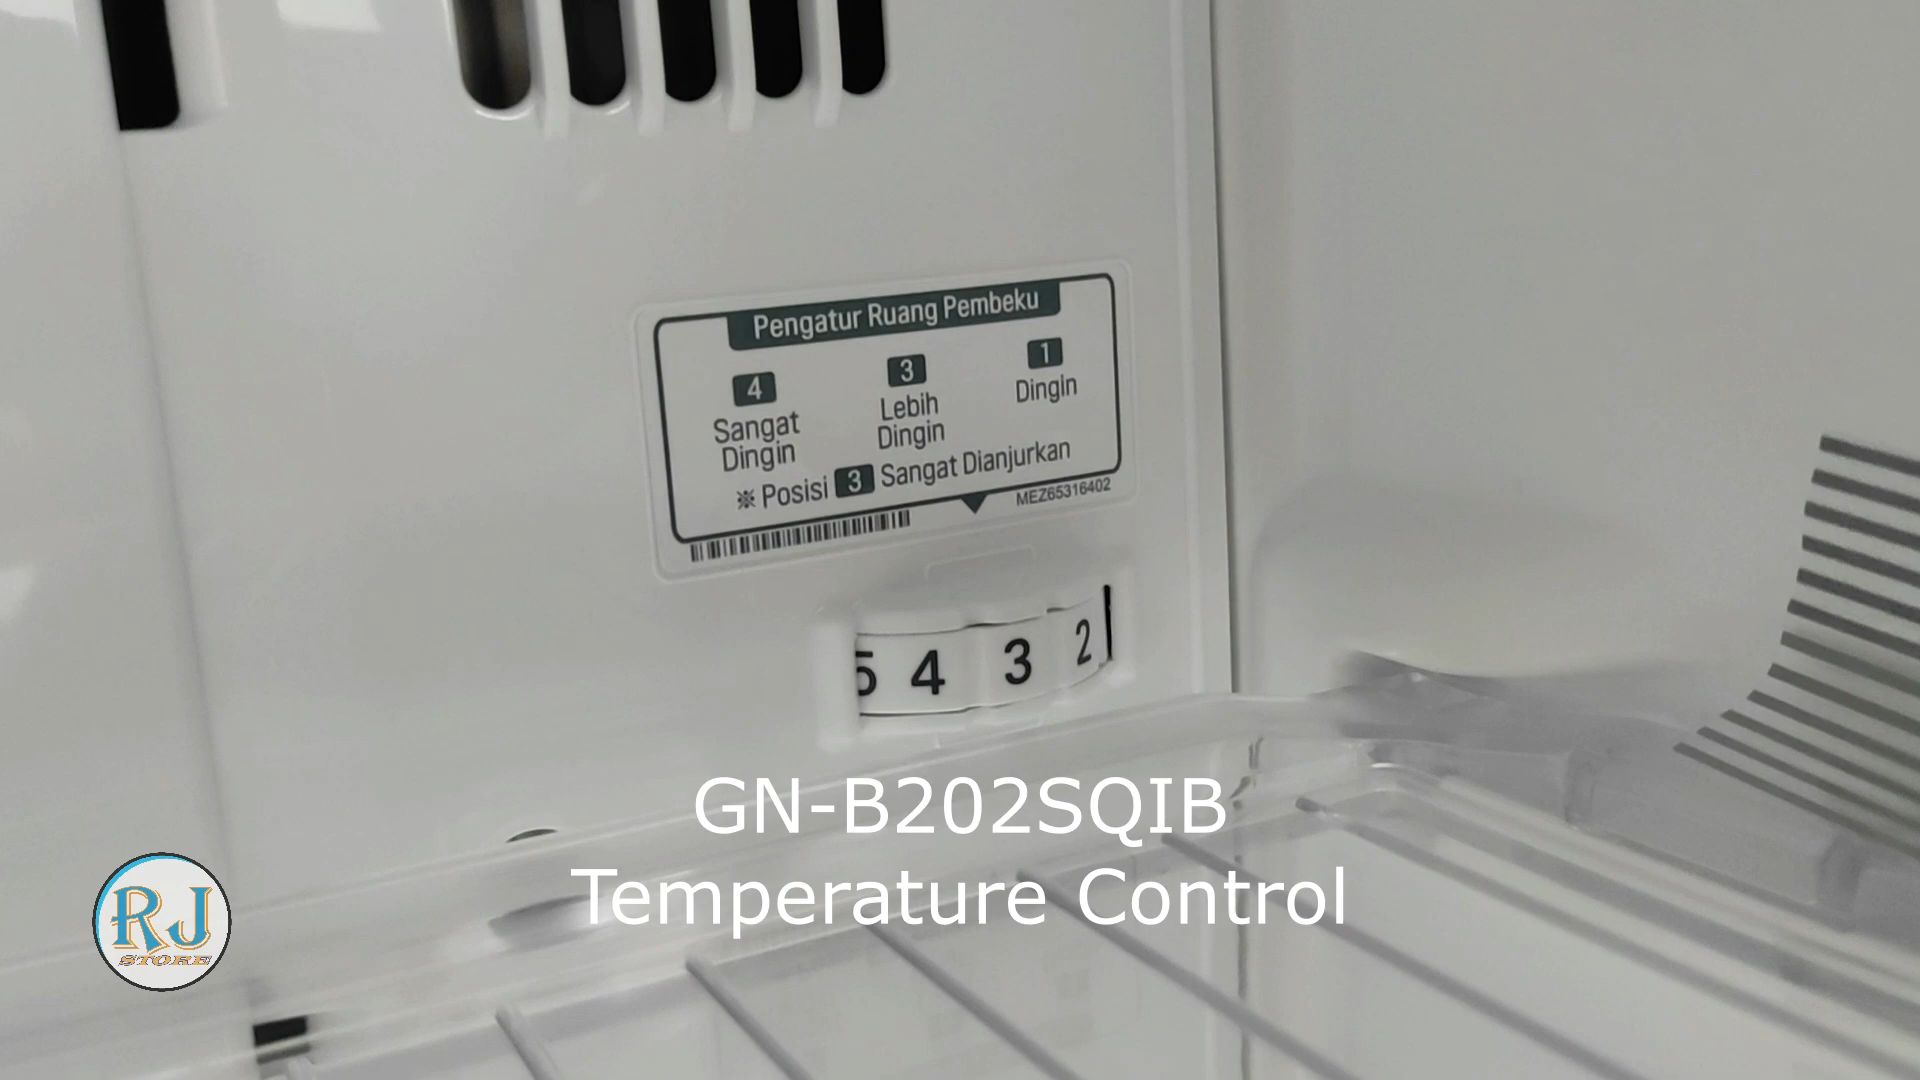 Pengatur Ruang Pembeku
4 3 1
Sangat Dingin
Lebih Dingin
Dingin
※ Posisi 3 Sangat Dianjurkan
MEZ65316402
5 4 3 2
GN-B202SQIB
Temperature Control
RJ
STORE